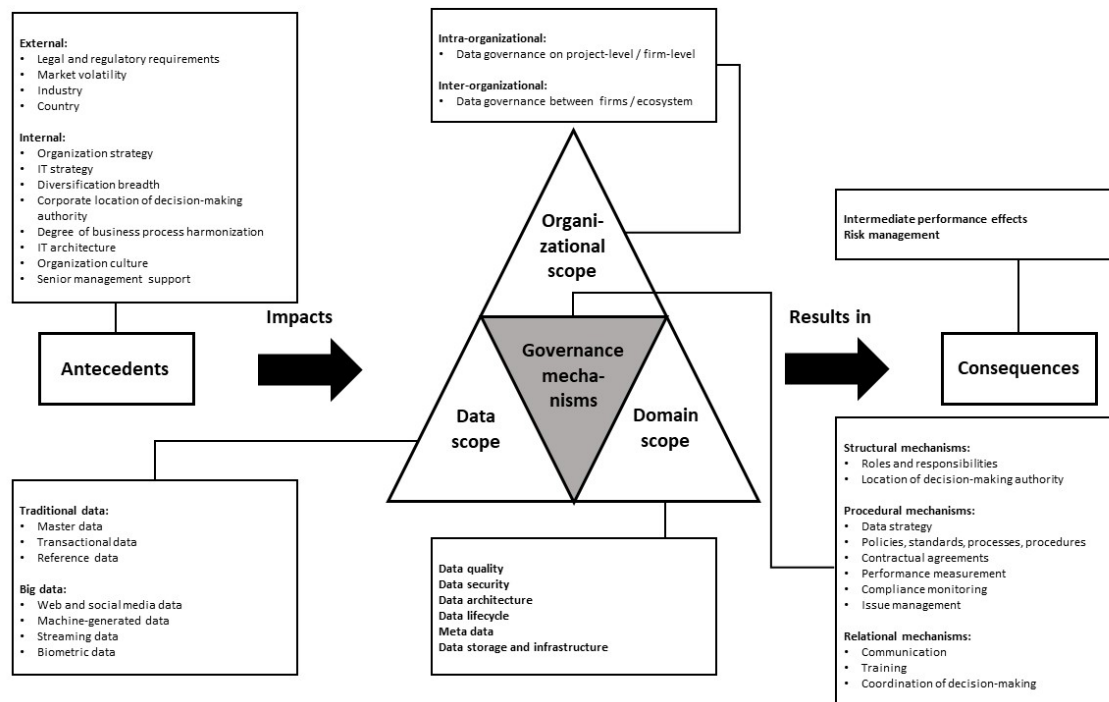 External:
• Legal and regulatory requirements
• Market volatility
• Industry
• Country
Internal:
• Organization strategy
• IT strategy
• Diversification breadth
• Corporate location of decision-making
authority
• Degree of business process harmonization
• IT architecture
• Organization culture
• Senior management support
Antecedents
Impacts
Intra-organizational:
• Data governance on project-level / firm-level
Inter-organizational:
• Data governance between firms / ecosystem
Organi-
zational
scope
Governance
mecha-
nisms
Data
scope
Domain
scope
Results in
Intermediate performance effects
Risk management
Consequences
Traditional data:
• Master data
• Transactional data
• Reference data
Big data:
• Web and social media data
• Machine-generated data
• Streaming data
• Biometric data
Data quality
Data security
Data architecture
Data lifecycle
Meta data
Data storage and infrastructure
Structural mechanisms:
• Roles and responsibilities
• Location of decision-making authority
Procedural mechanisms:
• Data strategy
• Policies, standards, processes, procedures
• Contractual agreements
• Performance measurement
• Compliance monitoring
• Issue management
Relational mechanisms:
• Communication
• Training
• Coordination of decision-making